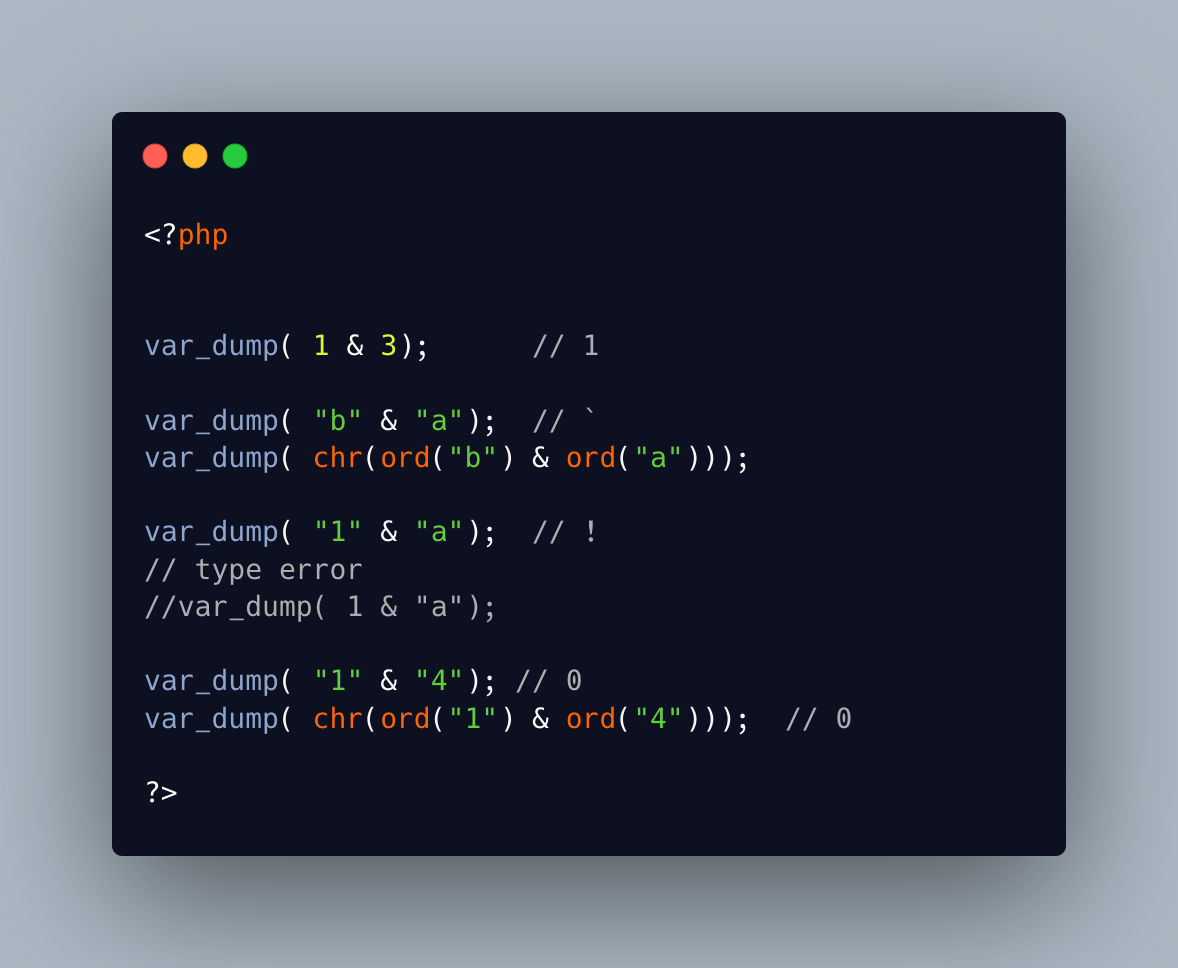 <?php
var_dump( 1 & 3);      // 1
var_dump( "b" & "a");  // `
var_dump( chr(ord("b") & ord("a")));
var_dump( "1" & "a");  // !
// type error
//var_dump( 1 & "a");
var_dump( "1" & "4"); // 0
var_dump( chr(ord("1") & ord("4")));  // 0
?>